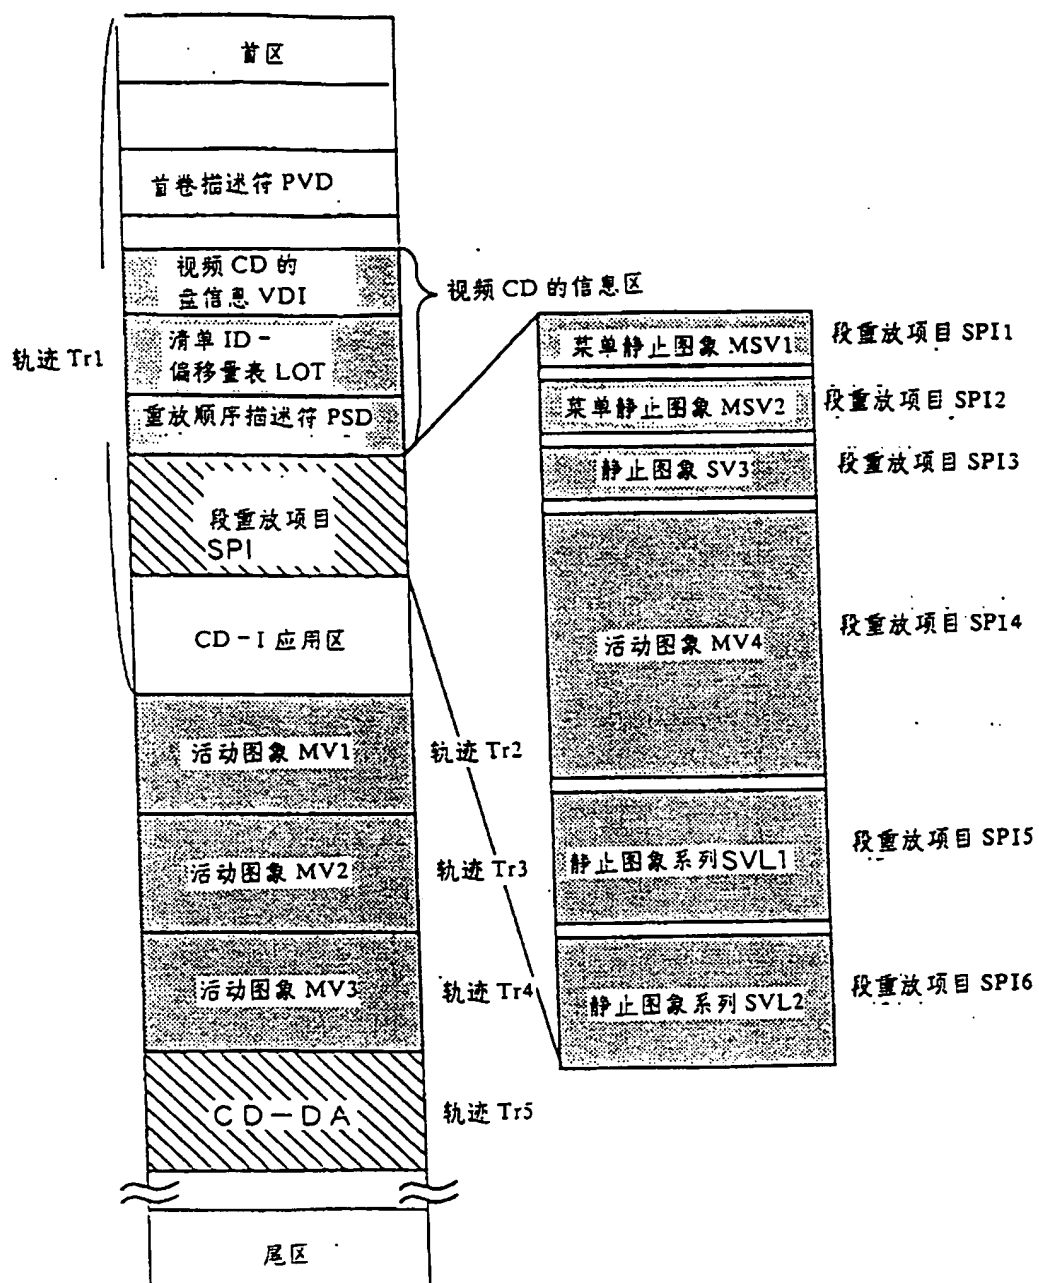 首区
首卷描述符 PVD
视频 CD 的
盘信息 VDI
视频 CD 的信息区
轨迹 Tr1
清单 ID -
偏移量表 LOT
重放顺序描述符 PSD
段重放项目
SPI
CD-I 应用区
活动图象 MV1
轨迹 Tr2
活动图象 MV2
轨迹 Tr3
活动图象 MV3
轨迹 Tr4
CD-DA
轨迹 Tr5
尾区
菜单静止图象 MSV1
段重放项目 SPI1
菜单静止图象 MSV2
段重放项目 SPI2
静止图象 SV3
段重放项目 SPI3
活动图象 MV4
段重放项目 SPI4
静止图象系列 SVL1
段重放项目 SPI5
静止图象系列 SVL2
段重放项目 SPI6